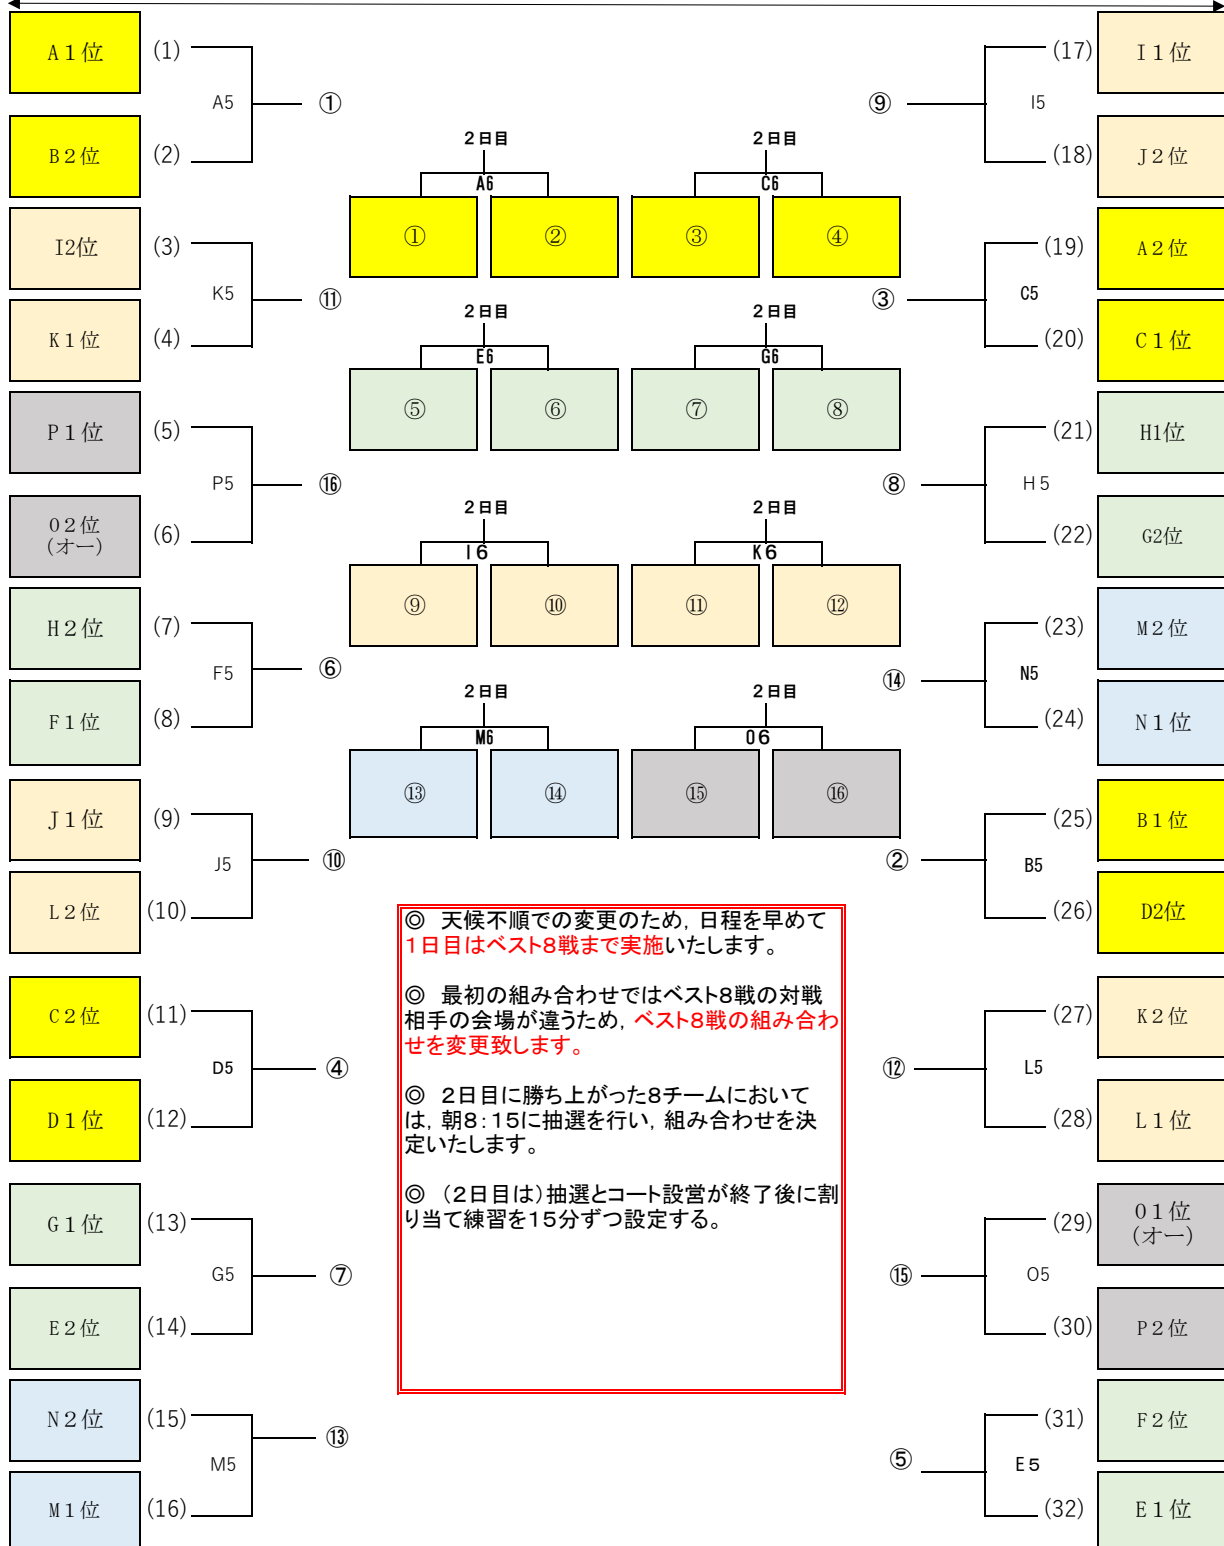 A１位 (1)
A5 ①
B２位 (2)
I2位 (3)
K5 ⑪
K１位 (4)
P１位 (5)
P5 ⑯
O２位 (6)
(オー)
H２位 (7)
F5 ⑥
F１位 (8)
J１位 (9)
J5 ⑩
L２位 (10)
C２位 (11)
D5 ④
D１位 (12)
G１位 (13)
G5 ⑦
E２位 (14)
N２位 (15)
M5 ⑬
M１位 (16)
２日目 ２日目
A6 C6
① ② ③ ④
２日目 ２日目
E6 G6
⑤ ⑥ ⑦ ⑧
２日目 ２日目
I６ K６
⑨ ⑩ ⑪ ⑫
２日目 ２日目
M6 O６
⑬ ⑭ ⑮ ⑯
◎　天候不順での変更のため，日程を早めて
１日目はベスト８戦まで実施いたします。
◎　最初の組み合わせではベスト８戦の対戦
相手の会場が違うため，ベスト８戦の組み合わ
せを変更致します。
◎　２日目に勝ち上がった８チームにおいて
は，朝８：１５に抽選を行い，組み合わせを決
定いたします。
◎　（２日目は）抽選とコート設営が終了後に割
り当て練習を１５分ずつ設定する。
(17) I１位
⑨ I5
(18) J２位
(19) A２位
③ C5
(20) C１位
(21) H1位
⑧ H５
(22) G2位
(23) M２位
⑭ N5
(24) N１位
(25) B１位
② B5
(26) D2位
(27) K２位
⑫ L5
(28) L１位
(29) O１位
(オー)
⑮ O5
(30) P２位
(31) F２位
⑤ E５
(32) E１位